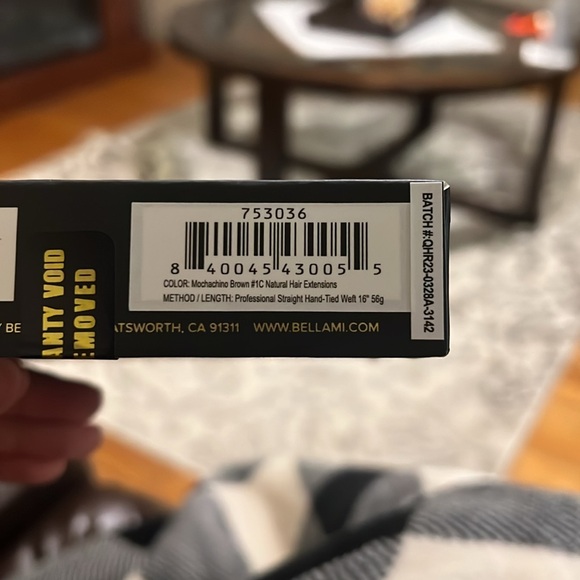 753036
8 40045 43005 5
COLOR: Mochachino Brown #1C Natural Hair Extensions
METHOD / LENGTH: Professional Straight Hand-Tied Weft 16" 56g
BATCH #:QHR23-0328A-3142
ANTY VOID
EMOVED
Y BE
ATSWORTH, CA 91311 WWW.BELLAMI.COM